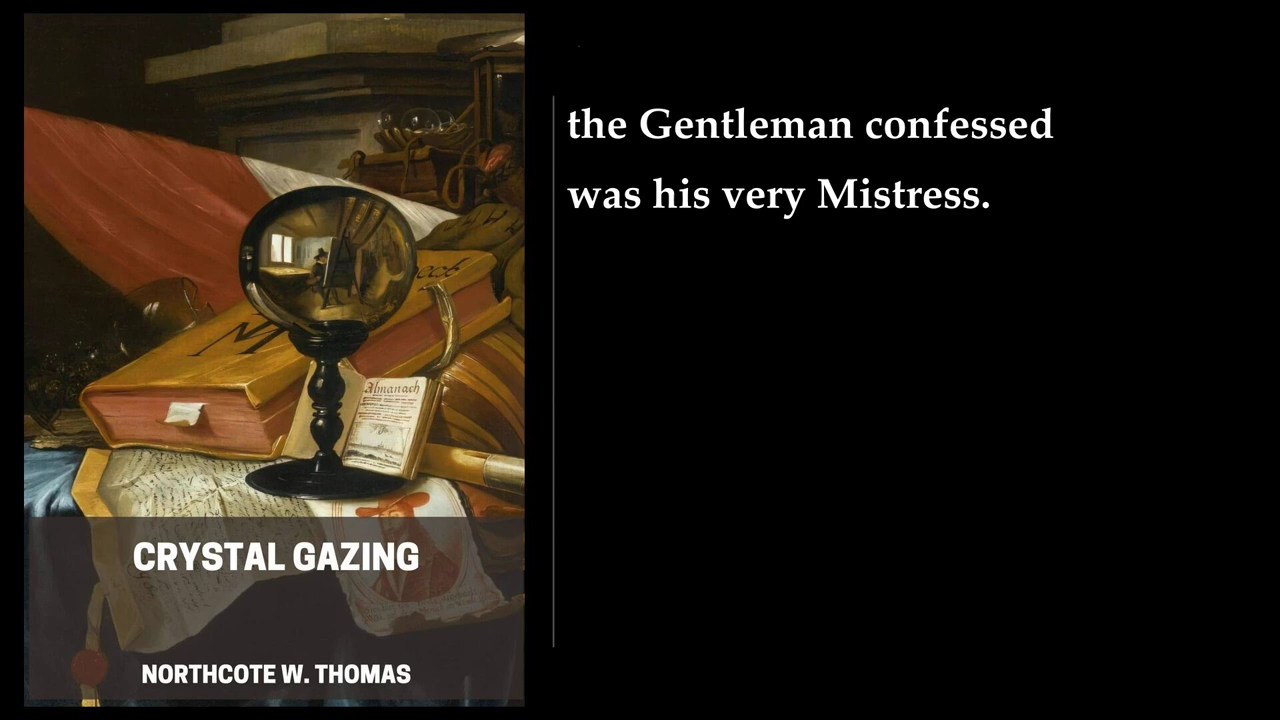 the Gentleman confessed
was his very Mistress.
M
Almanach
CRYSTAL GAZING
NORTHCOTE W. THOMAS